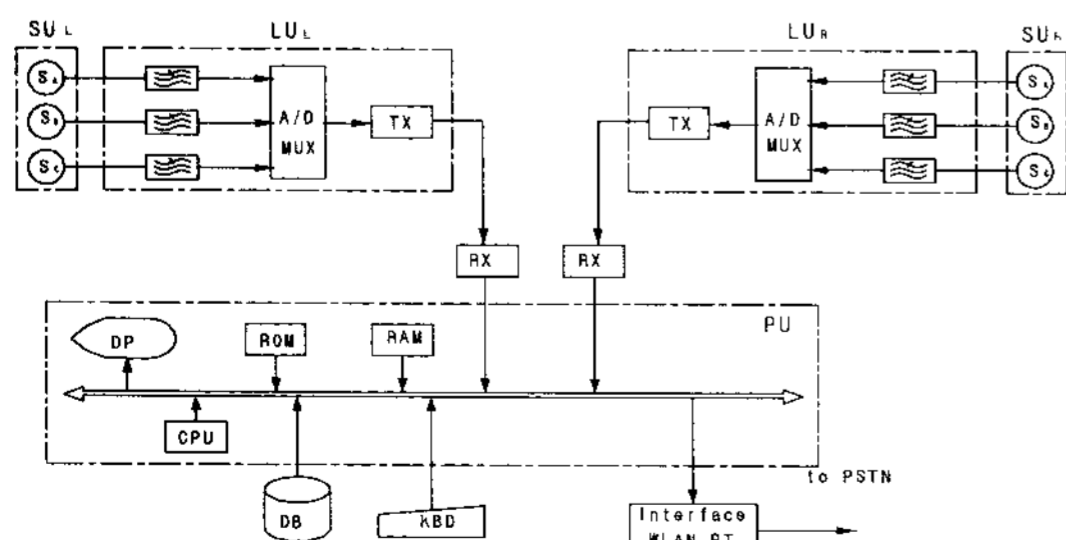 SU L
LU L
LU R
SU R
S A
A/D
MUX
TX
TX
A/D
MUX
S B
S B
S C
RX
RX
PU
DP
ROM
RAM
CPU
to PSTN
DB
KBD
Interface
WLAN